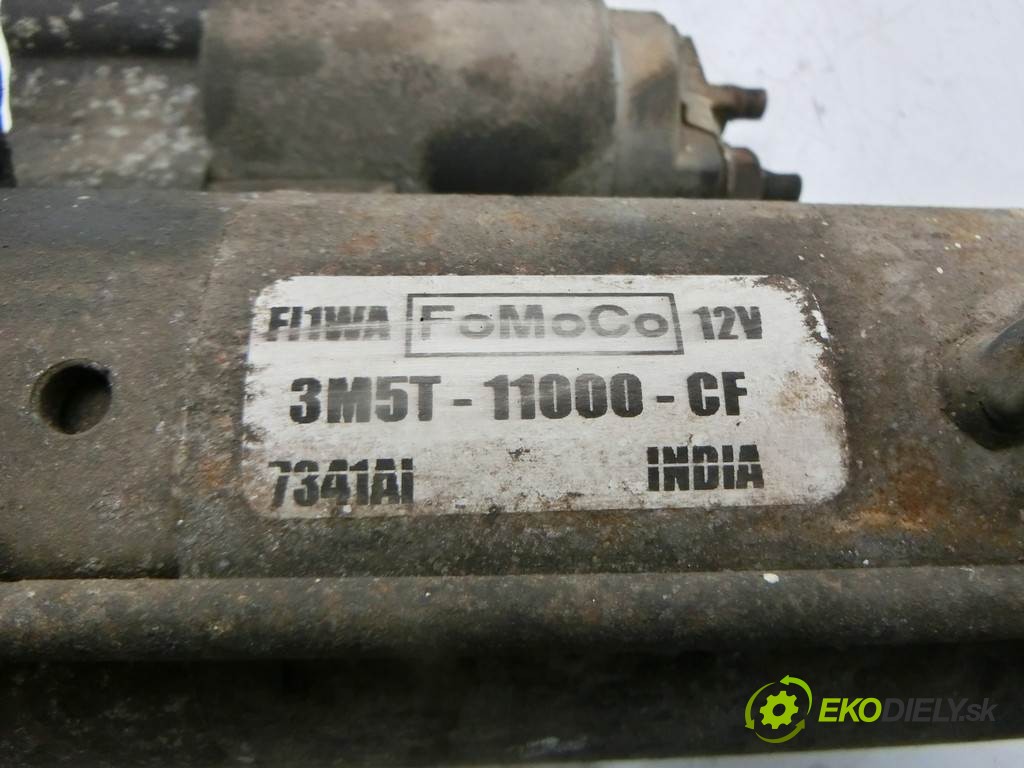 FI1WA FoMoCo 12V
3M5T - 11000 - CF
7341AI INDIA
EKODIELY.sk